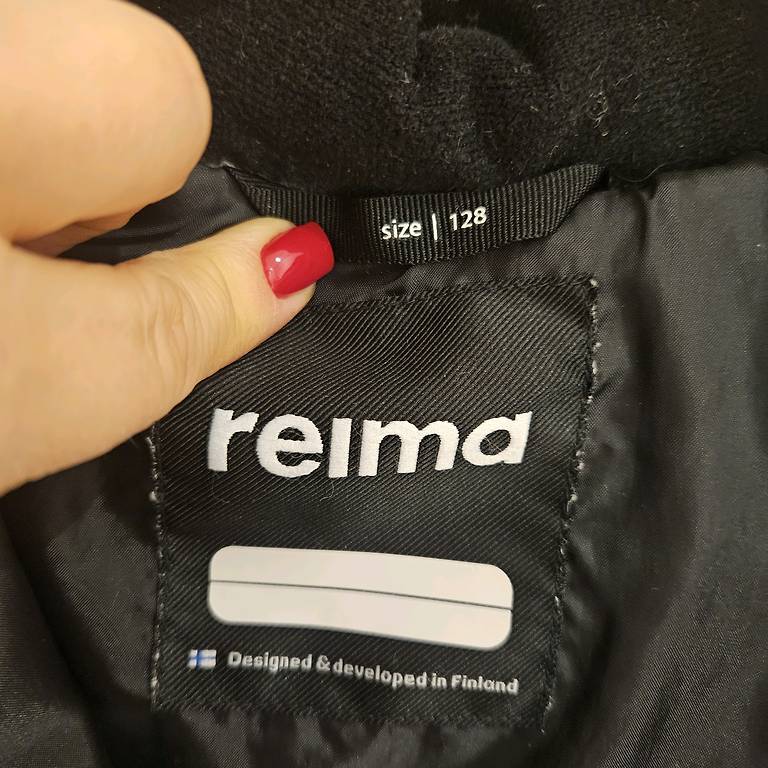 size | 128
reima
Designed & developed in Finland